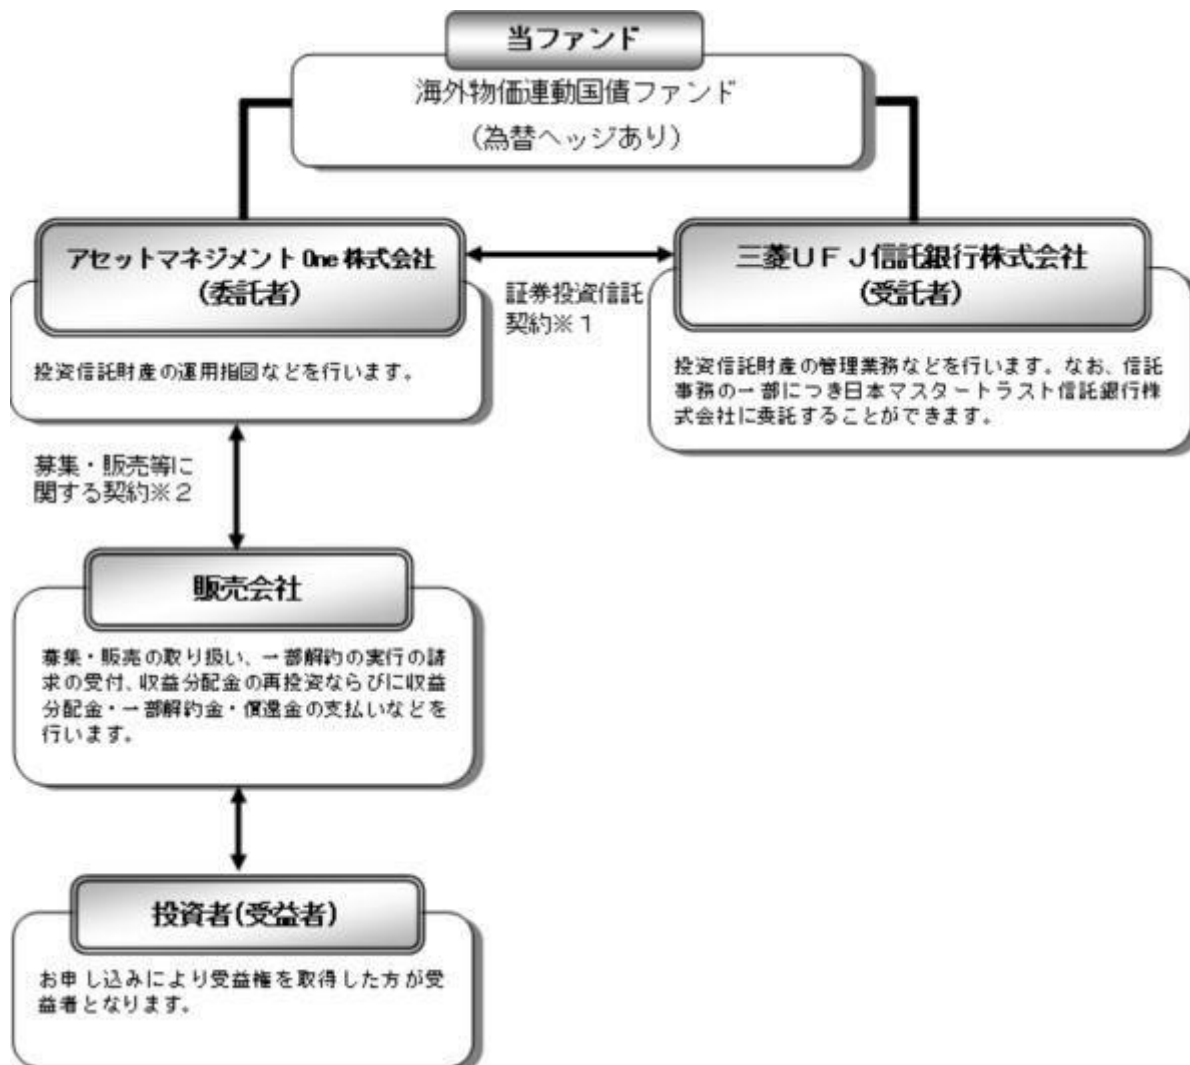 当ファンド
海外物価連動国債ファンド
(為替ヘッジあり)
アセットマネジメントOne株式会社
(委託者)
投資信託財産の運用指図などを行います。
証券投資信託
契約※1
三菱UFJ信託銀行株式会社
(受託者)
投資信託財産の管理業務などを行います。なお、信託
事務の一部につき日本マスタートラスト信託銀行株
式会社に委託することができます。
募集・販売等に
関する契約※2
販売会社
募集・販売の取り扱い、一部解約の実行の請
求の受付、収益分配金の再投資ならびに収益
分配金・一部解約金・償還金の支払いなどを
行います。
投資者(受益者)
お申し込みにより受益権を取得した方が受
益者となります。